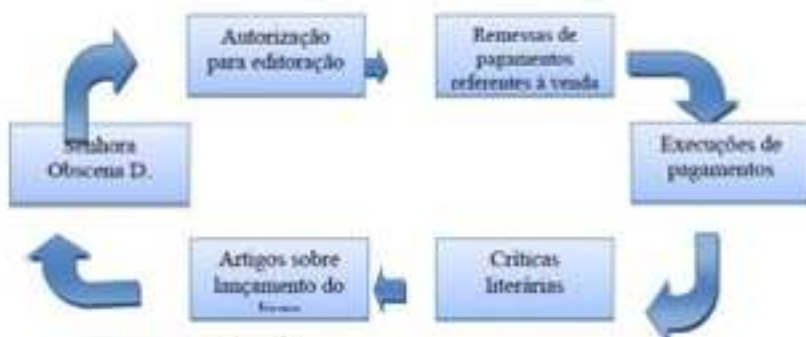 Autorização
para editoração
Remessas de
pagamentos
referentes à venda
Execuções de
pagamentos
Críticas
literárias
Artigos sobre
lançamento do
Senhora
Obscena D.